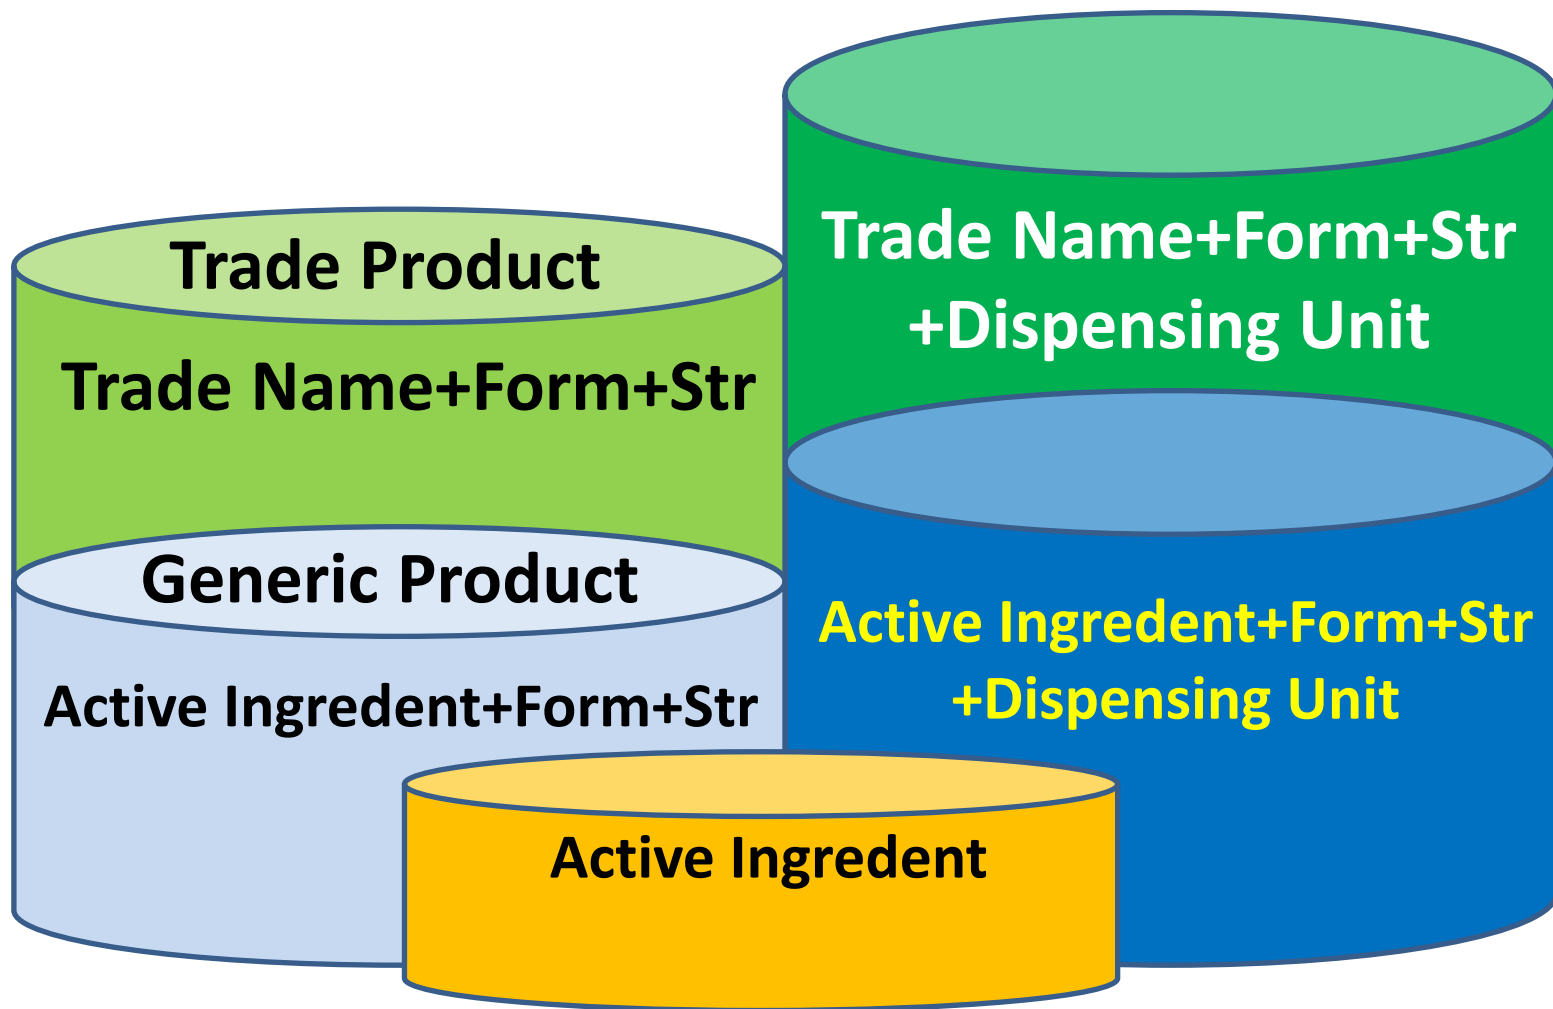 Trade Product
Trade Name+Form+Str
Generic Product
Active Ingredent+Form+Str
Trade Name+Form+Str
+Dispensing Unit
Active Ingredent+Form+Str
+Dispensing Unit
Active Ingredent